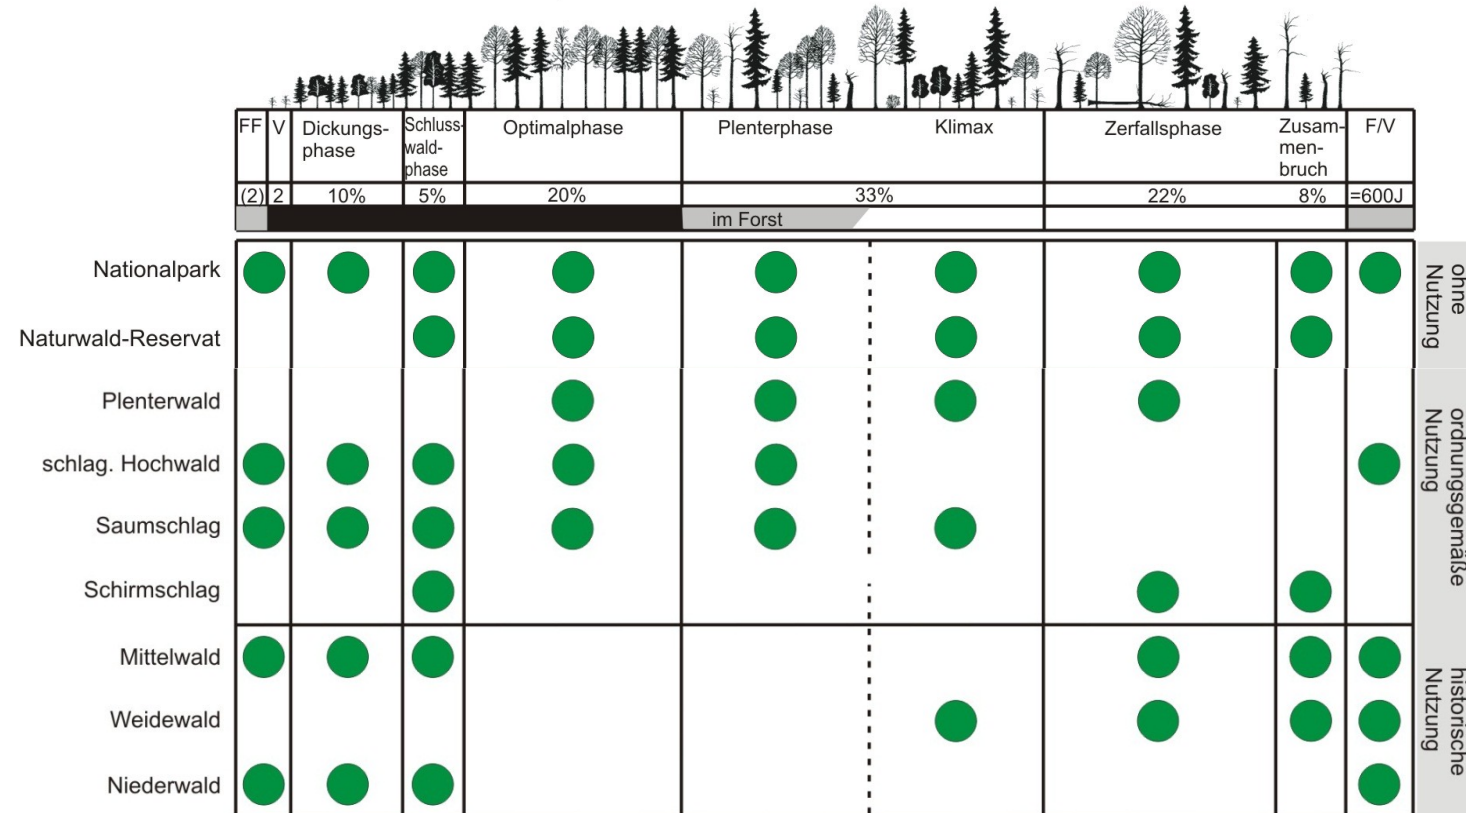 FF V Dickungs- Schluss- Optimalphase Plenterphase Klimax Zerfallsphase Zusam- F/V
phase wald- men-
phase bruch
(2) 2 10% 5% 20% 33% 22% 8% =600J
im Forst
Nationalpark
Naturwald-Reservat
Plenterwald
schlag. Hochwald
Saumschlag
Schirmschlag
Mittelwald
Weidewald
Niederwald
ohne
Nutzung
ordnungsgemäße
Nutzung
historische
Nutzung